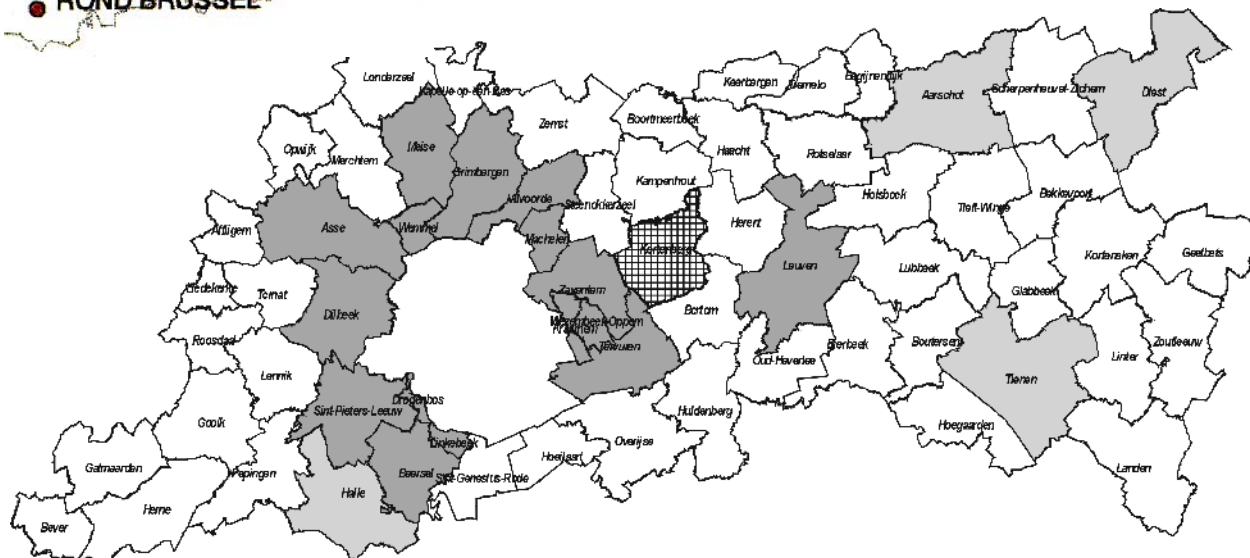 ROND BRUSSEL
Londerzeel
Kapelle-op-den-Bos
Keerbergen
Tremelo
Begijnendijk
Aarschot
Scherpenheuvel-Zichem
Diest
Opwijk
Merchtem
Meise
Grimbergen
Zemst
Boortmeerbeek
Haacht
Rotselaar
Kampenhout
Holsbeek
Tielt-Winge
Bekkevoort
Affligem
Asse
Wemmel
Vilvoorde
Steenokkerzeel
Machelen
Kortenberg
Herent
Leuven
Lubbeek
Glabbeek
Kortenaken
Geetbets
Liedekerke
Ternat
Dilbeek
Zaventem
Wezembeek-Oppem
Kraainem
Tervuren
Bertem
Roosdaal
Lennik
Oud-Heverlee
Bierbeek
Boutersem
Tienen
Linter
Zoutleeuw
Gooik
Sint-Pieters-Leeuw
Drogenbos
Linkebeek
Beersel
Sint-Genesius-Rode
Hoeilaart
Overijse
Huldenberg
Hoegaarden
Landen
Galmaarden
Pepingen
Halle
Herne
Bever